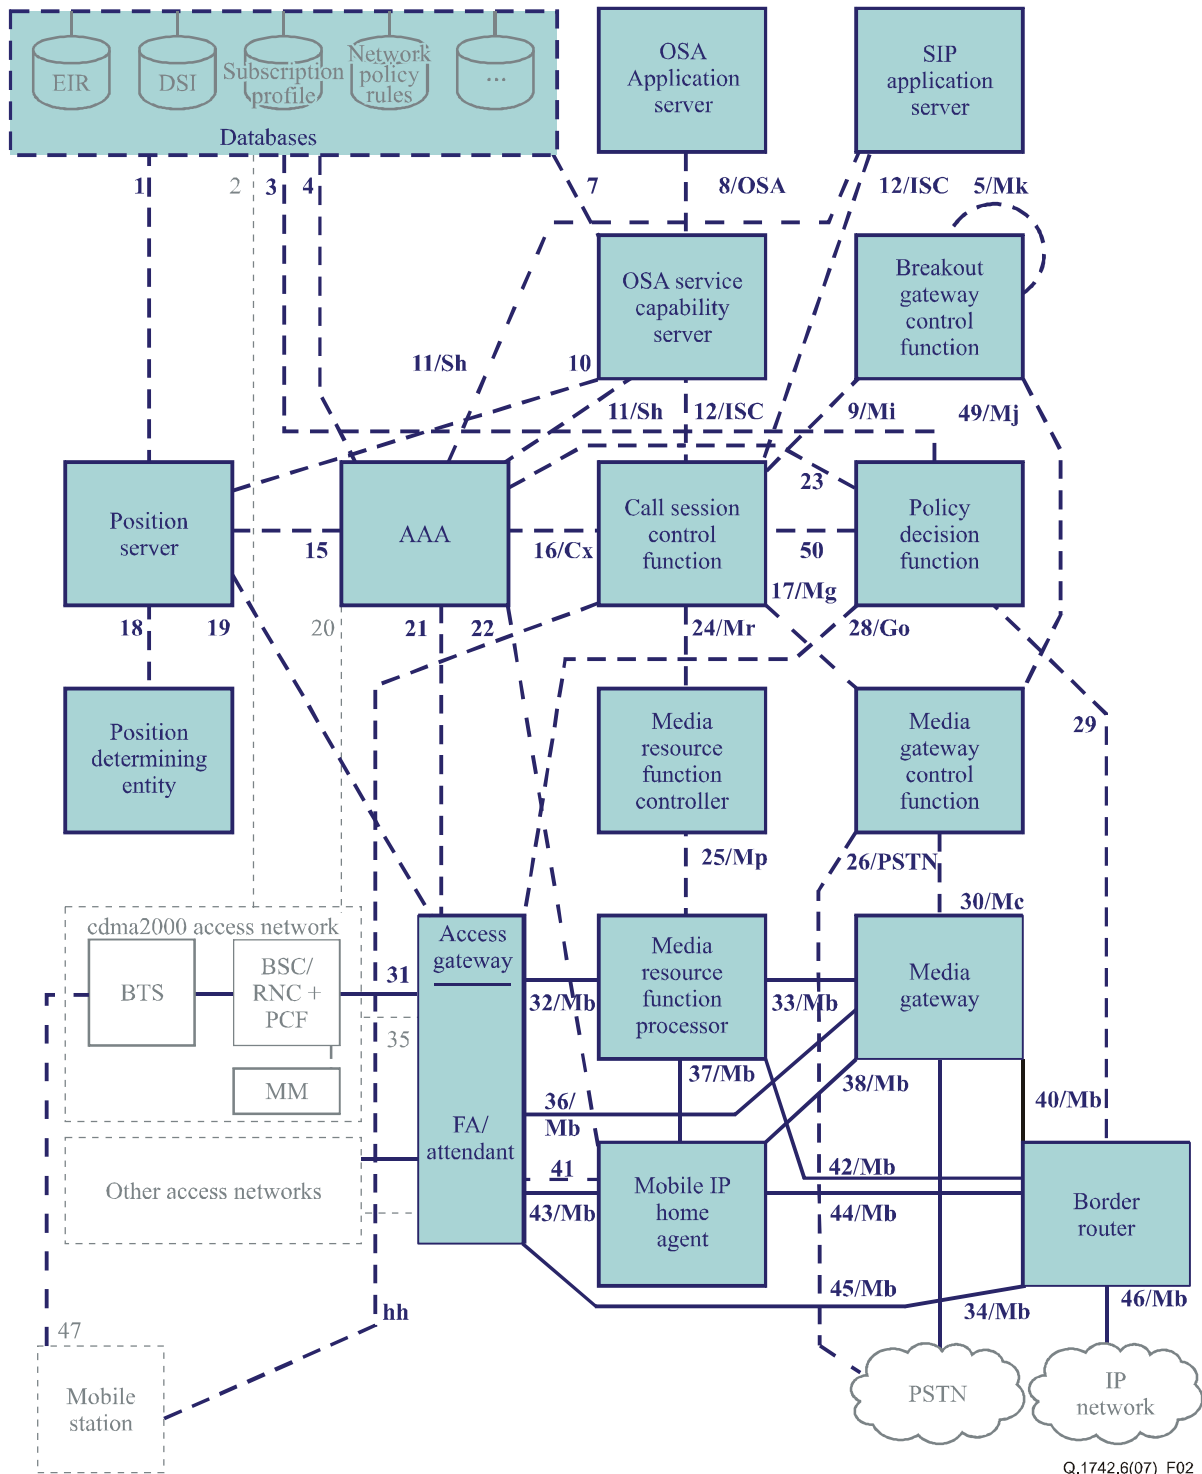 EIR
DSI
Subscription
profile
Network
policy
rules
...
Databases
OSA
Application
server
SIP
application
server
1
2
3
4
7
8/OSA
12/ISC
5/Mk
OSA service
capability
server
Breakout
gateway
control
function
11/Sh
10
11/Sh
12/ISC
9/Mi
49/Mj
Position
server
15
AAA
16/Cx
Call session
control
function
23
50
17/Mg
Policy
decision
function
18
19
20
21
22
24/Mr
28/Go
Position
determining
entity
Media
resource
function
controller
Media
gateway
control
function
29
25/Mp
26/PSTN
30/Mc
cdma2000 access network
BTS
BSC/
RNC +
PCF
MM
31
35
Access
gateway
FA/
attendant
32/Mb
Media
resource
function
processor
33/Mb
Media
gateway
37/Mb
38/Mb
36/
Mb
40/Mb
Other access networks
41
43/Mb
Mobile IP
home
agent
42/Mb
44/Mb
Border
router
45/Mb
34/Mb
46/Mb
hh
47
Mobile
station
PSTN
IP
network
Q.1742.6(07)_F02